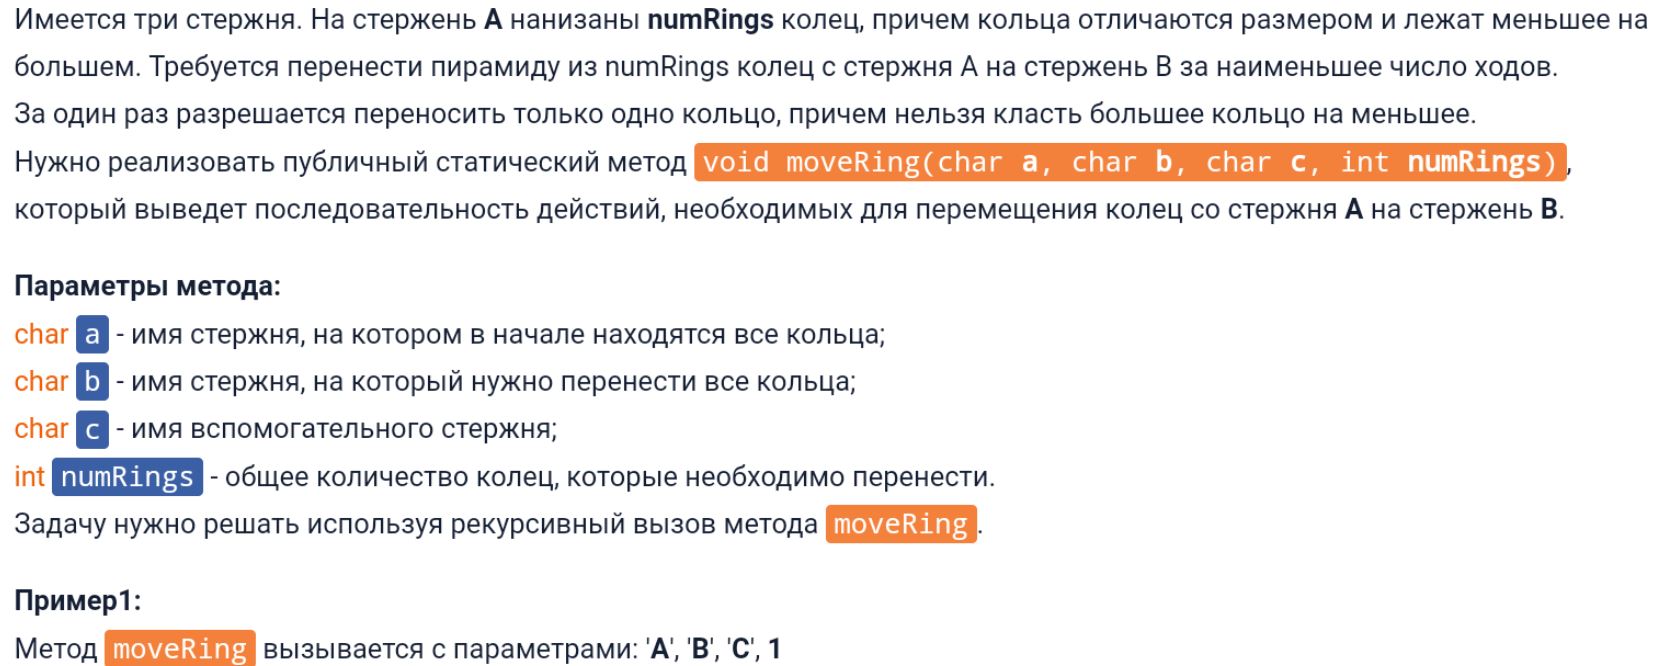 Имеется три стержня. На стержень A нанизаны numRings колец, причем кольца отличаются размером и лежат меньшее на
большем. Требуется перенести пирамиду из numRings колец с стержня A на стержень B за наименьшее число ходов.
За один раз разрешается переносить только одно кольцо, причем нельзя класть большее кольцо на меньшее.
Нужно реализовать публичный статический метод void moveRing(char a, char b, char c, int numRings),
который выведет последовательность действий, необходимых для перемещения колец со стержня A на стержень B.
Параметры метода:
char a - имя стержня, на котором в начале находятся все кольца;
char b - имя стержня, на который нужно перенести все кольца;
char c - имя вспомогательного стержня;
int numRings - общее количество колец, которые необходимо перенести.
Задачу нужно решать используя рекурсивный вызов метода moveRing.
Пример1:
Метод moveRing вызывается с параметрами: 'A', 'B', 'C', 1